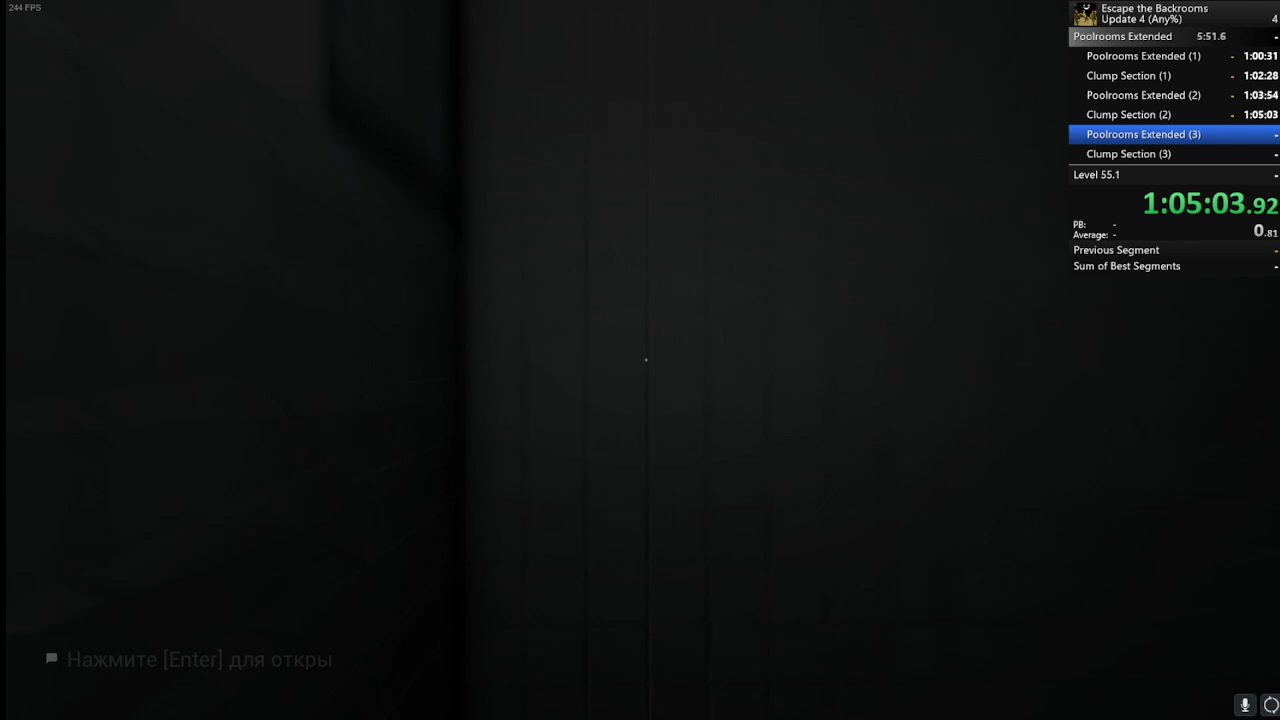 244 FPS
Escape the Backrooms
Update 4 (Any%)
4
Poolrooms Extended 5:51.6 -
Poolrooms Extended (1) - 1:00:31
Clump Section (1) - 1:02:28
Poolrooms Extended (2) - 1:03:54
Clump Section (2) - 1:05:03
Poolrooms Extended (3) -
Clump Section (3) -
Level 55.1 -
1:05:03.92
PB: -
Average: -
0.81
Previous Segment -
Sum of Best Segments -
Нажмите [Enter] для откры